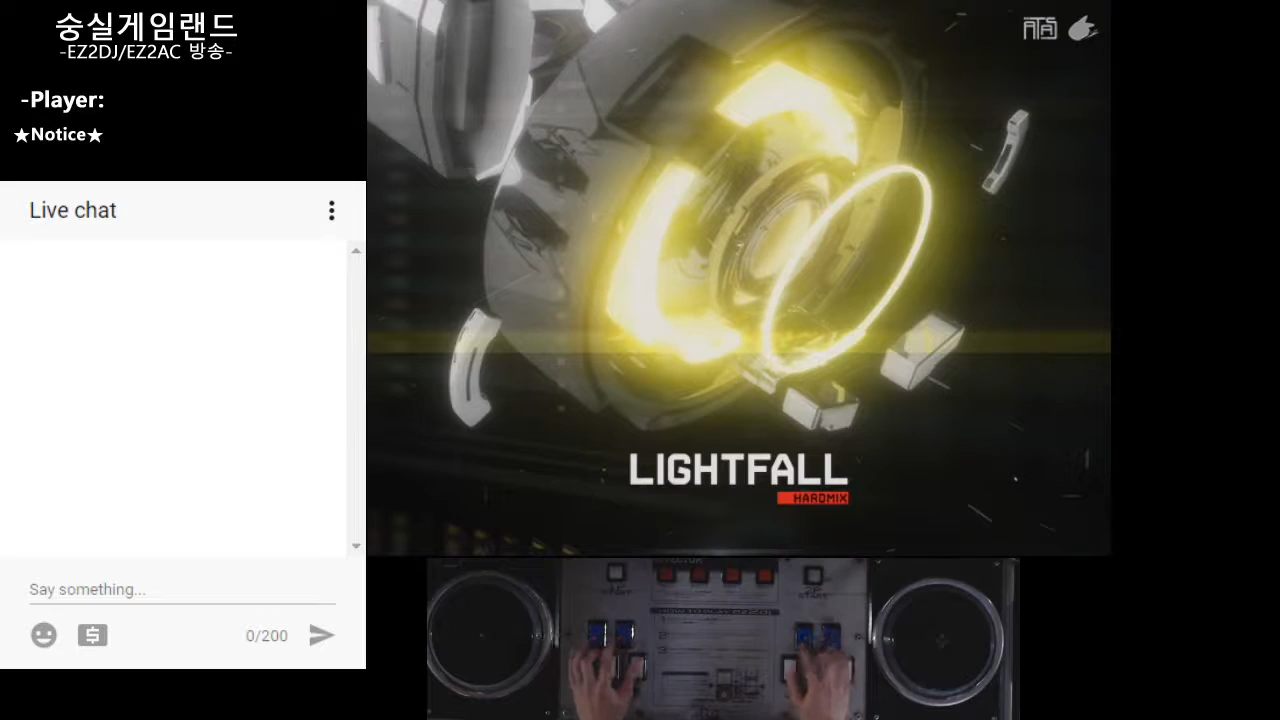 숭실게임랜드
-EZ2DJ/EZ2AC 방송-
-Player:
★Notice★
Live chat
Say something...
0/200
LIGHTFALL
HARDMIX